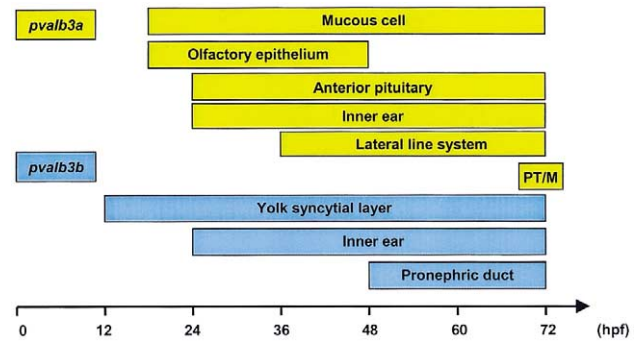 pvalb3a
Mucous cell
Olfactory epithelium
Anterior pituitary
Inner ear
Lateral line system
pvalb3b
PT/M
Yolk syncytial layer
Inner ear
Pronephric duct
0 12 24 36 48 60 72 (hpf)